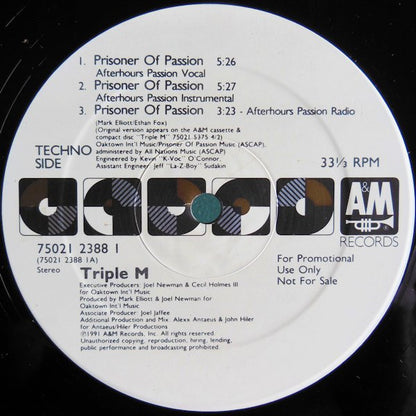 1. Prisoner Of Passion 5:26
Afterhours Passion Vocal
2. Prisoner Of Passion 5:27
Afterhours Passion Instrumental
3. Prisoner Of Passion 3:23 - Afterhours Passion Radio
(Mark Elliott/Ethan Fox)
(Original version appears on the A&M cassette &
compact disc "Triple M" 75021 5375 4/2)
Oaktown Int'l Music/Prisoner Of Passion Music (ASCAP),
administered by All Nations Music (ASCAP)
Engineered by Kevin "K-Voc" O'Connor,
Assistant Engineer Jeff "La-Z-Boy" Sudakin
TECHNO
SIDE
33⅓ RPM
A&M
RECORDS
75021 2388 1
(75021 2388 1A)
Stereo
Triple M
For Promotional
Use Only
Not For Sale
Executive Producers: Joel Newman & Cecil Holmes III
for Oaktown Int'l Music
Produced by Mark Elliott & Joel Newman for
Oaktown Int'l Music
Associate Producer: Joel Jaffee
Additional Production and Mix: Alexx Antaeus & John Hiler
for Antaeus/Hiler Productions
℗1991 A&M Records, Inc. All rights reserved.
Unauthorized copying, reproduction, hiring, lending,
public performance and broadcasting prohibited.